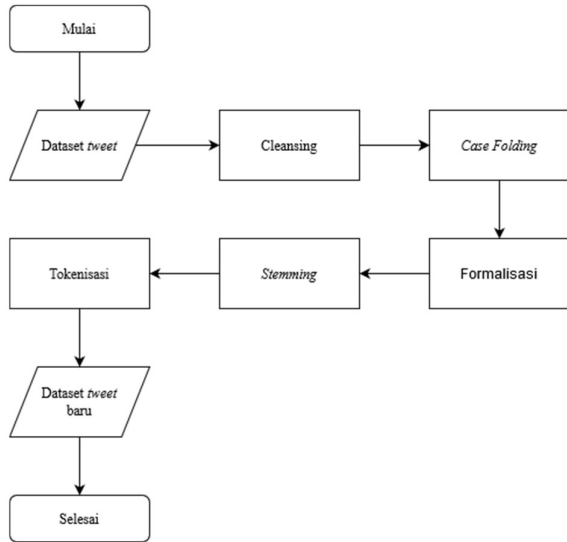 Mulai
Dataset tweet
Cleansing
Case Folding
Formalisasi
Stemming
Tokenisasi
Dataset tweet
baru
Selesai